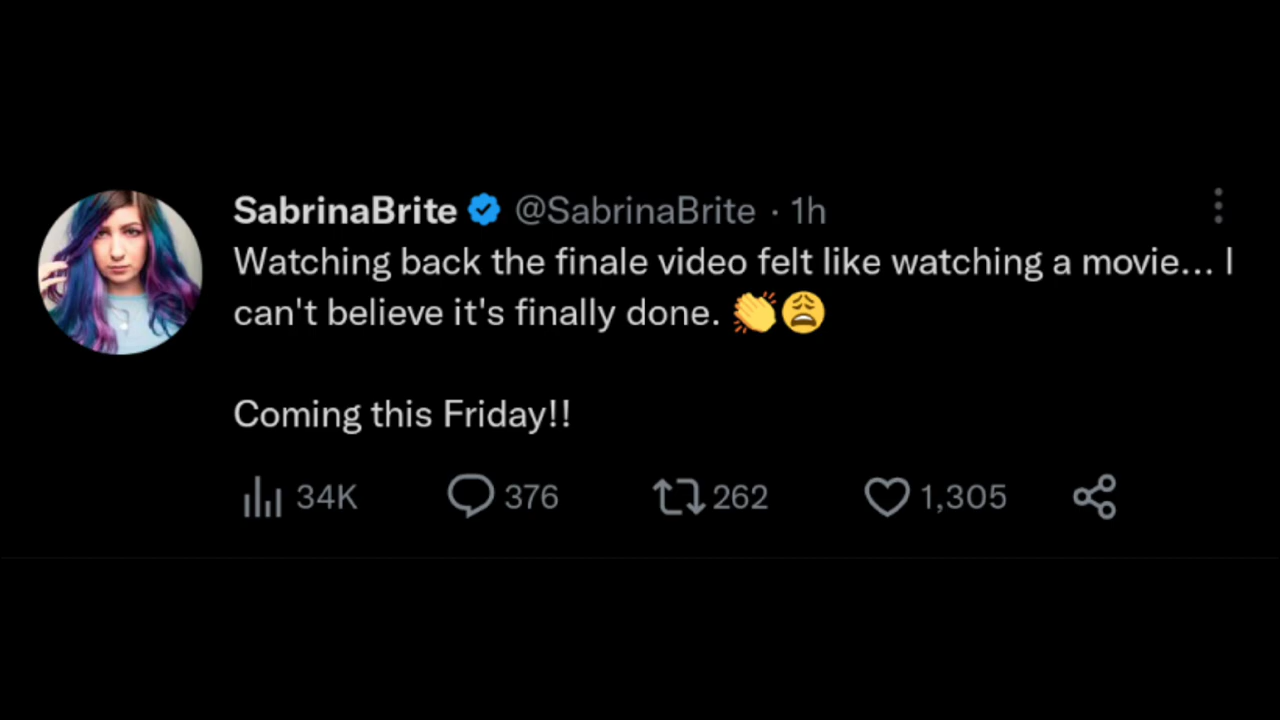 SabrinaBrite @SabrinaBrite · 1h
Watching back the finale video felt like watching a movie... I
can't believe it's finally done. 👏😩
Coming this Friday!!
34K 376 262 1,305